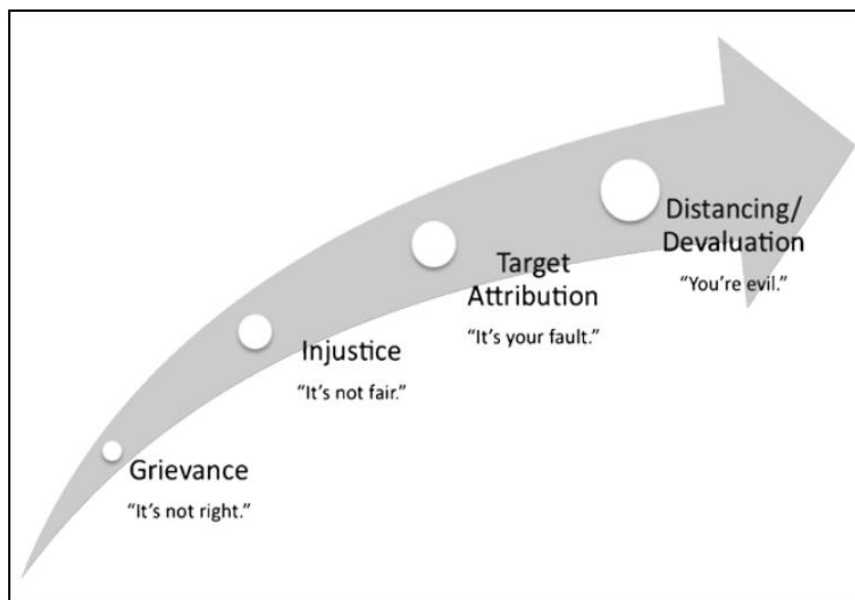 Grievance
“It’s not right.”
Injustice
“It’s not fair.”
Target
Attribution
“It’s your fault.”
Distancing/
Devaluation
“You’re evil.”